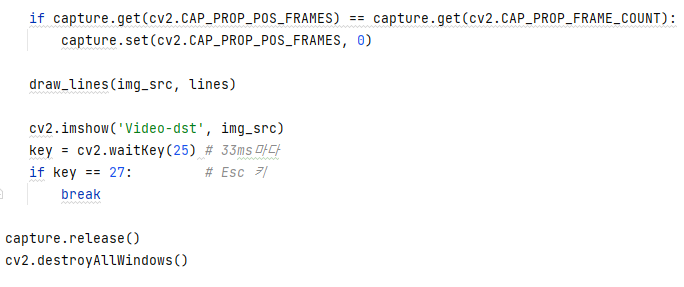 if capture.get(cv2.CAP_PROP_POS_FRAMES) == capture.get(cv2.CAP_PROP_FRAME_COUNT):
capture.set(cv2.CAP_PROP_POS_FRAMES, 0)
draw_lines(img_src, lines)
cv2.imshow('Video-dst', img_src)
key = cv2.waitKey(25) # 33ms마다
if key == 27: # Esc 키
break
capture.release()
cv2.destroyAllWindows()